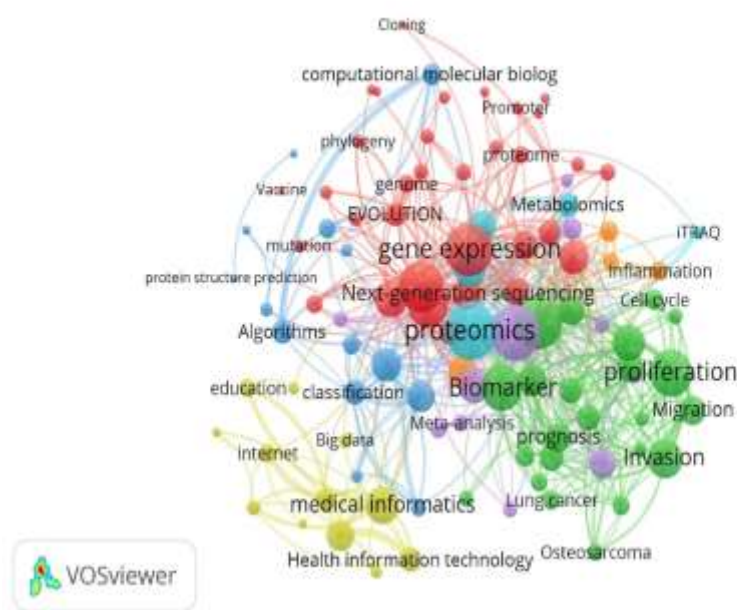 Cloning
computational molecular biolog
Promoter
phylogeny
proteome
genome
Vaccine
Metabolomics
EVOLUTION
iTRAQ
mutation
gene expression
Inflammation
protein structure prediction
Next-generation sequencing
Cell cycle
Algorithms
proteomics
proliferation
education
classification
Biomarker
Migration
Meta-analysis
Big data
prognosis
internet
Invasion
medical informatics
Lung cancer
Health information technology
Osteosarcoma
VOSviewer